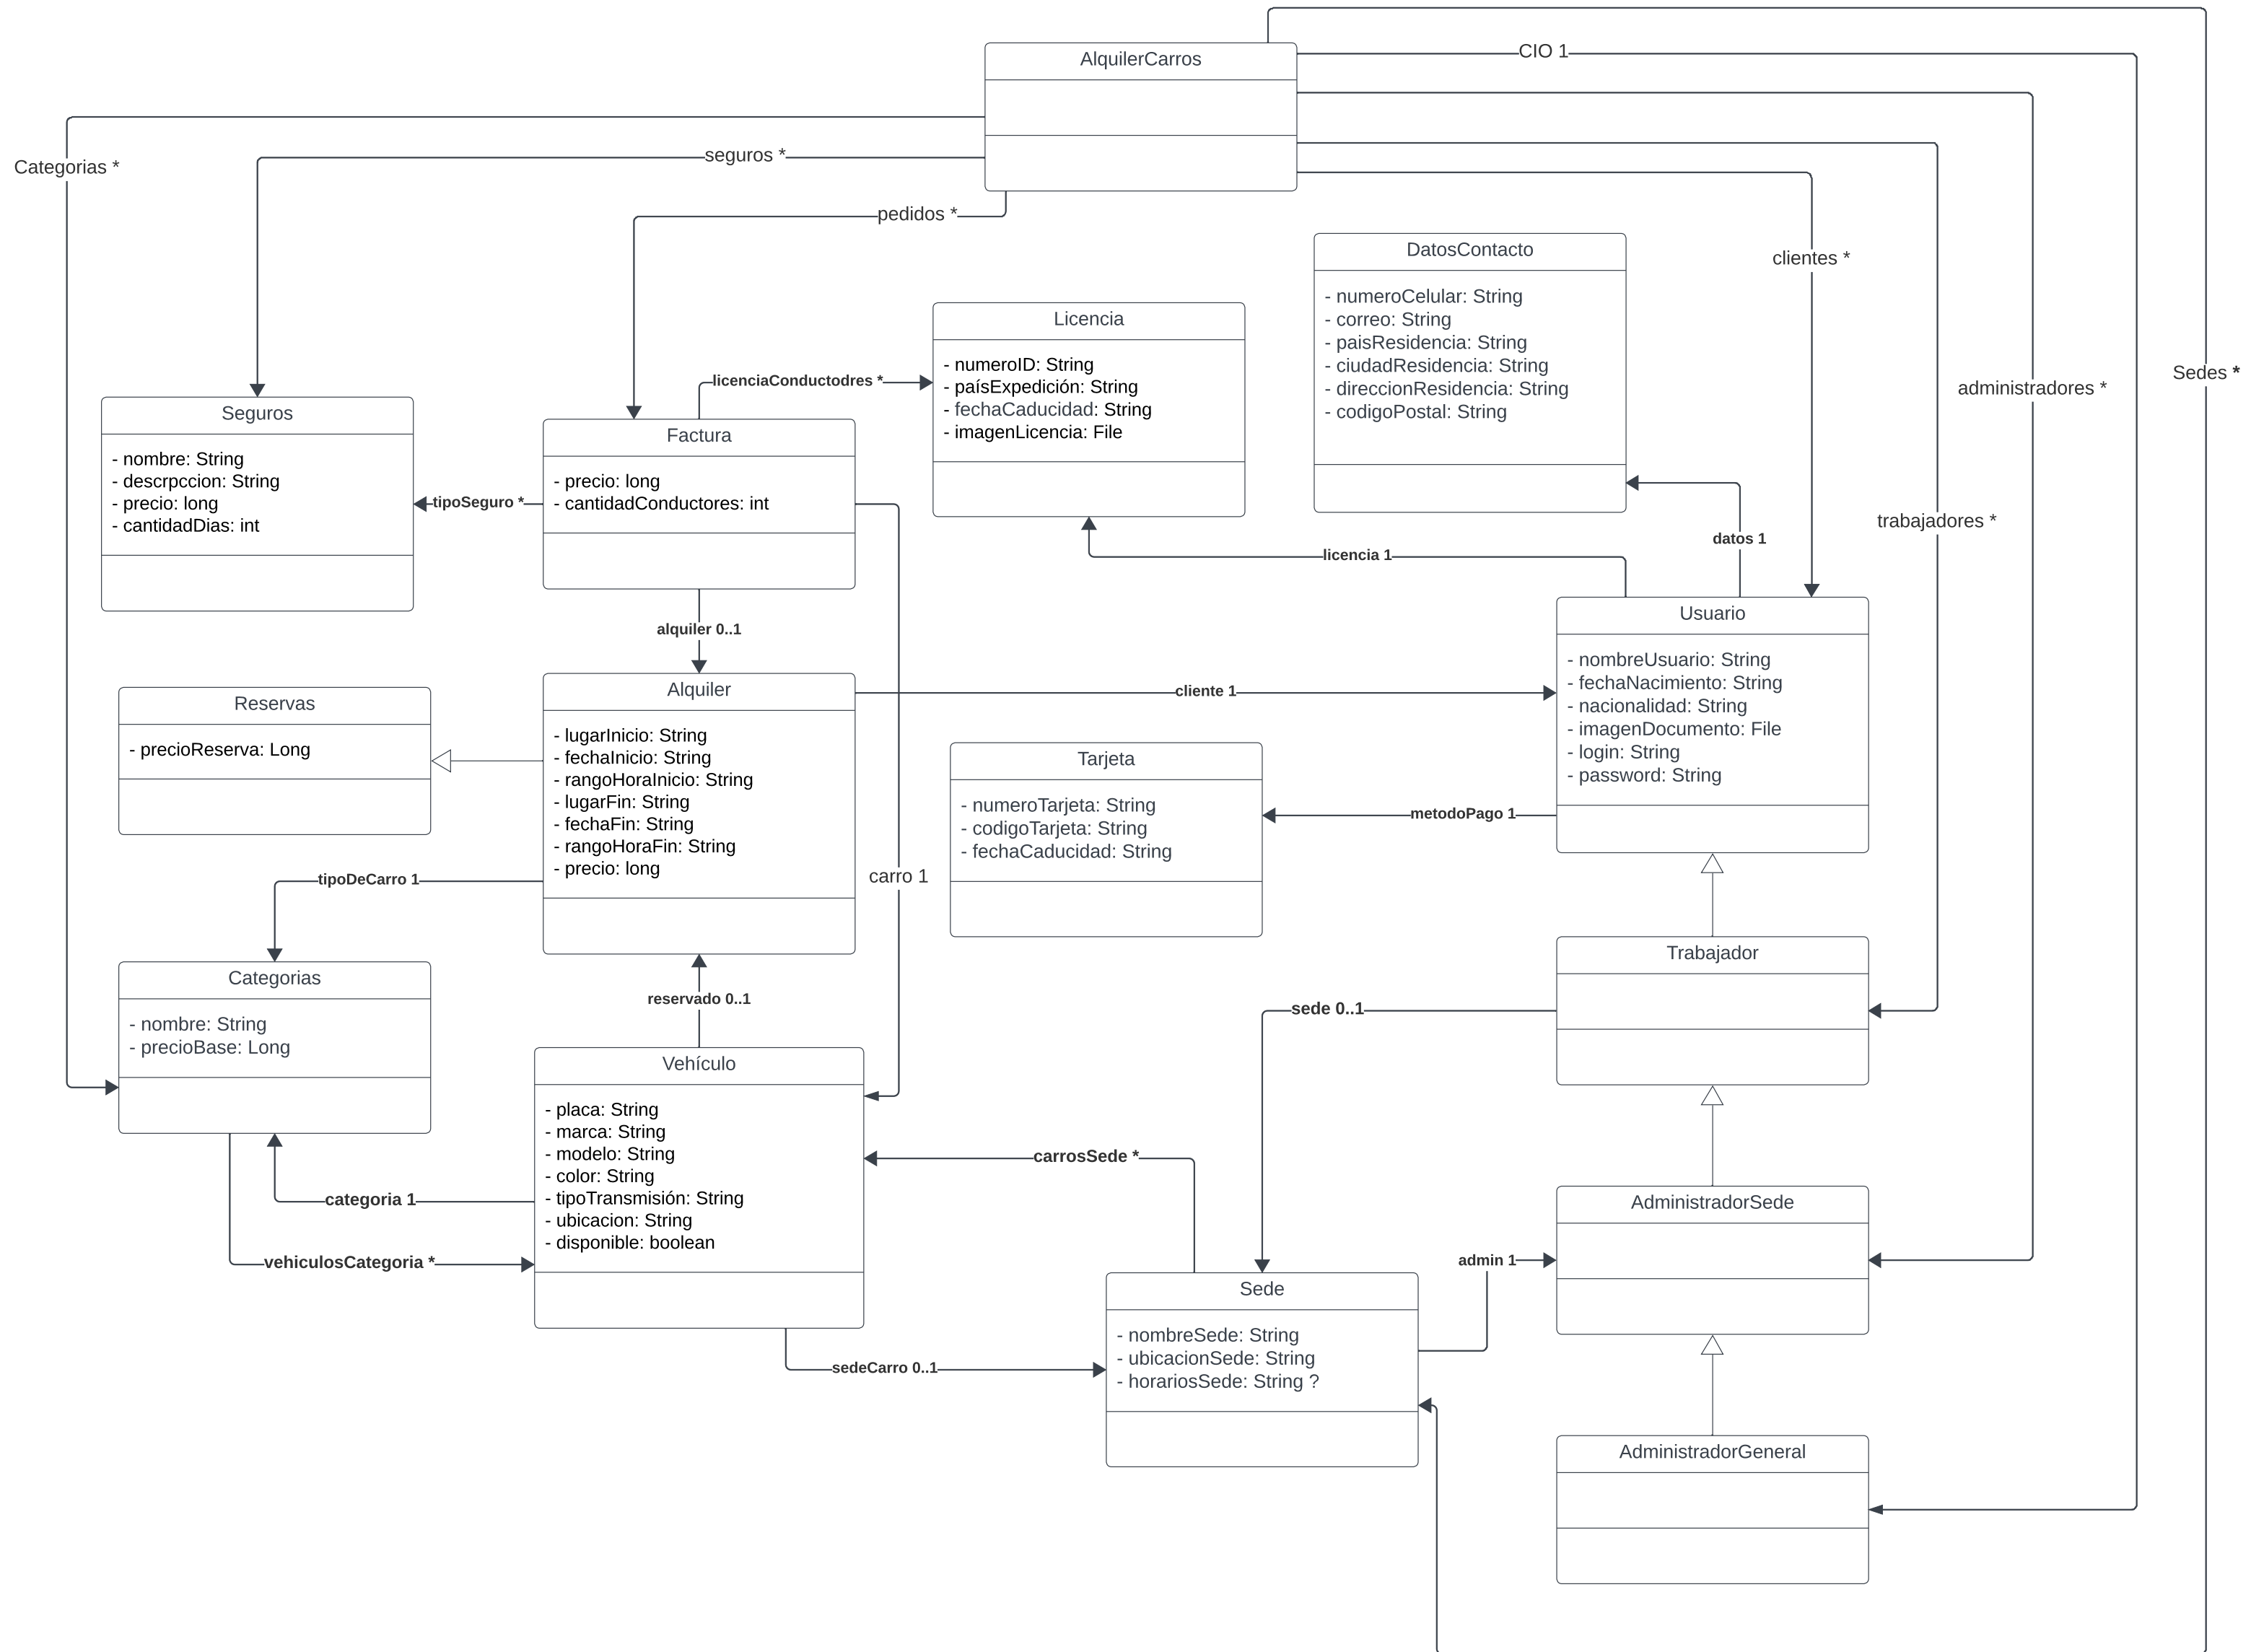 AlquilerCarros
CIO 1
Categorias *
seguros *
pedidos *
clientes *
administradores *
Sedes *
trabajadores *
DatosContacto
- numeroCelular: String
- correo: String
- paisResidencia: String
- ciudadResidencia: String
- direccionResidencia: String
- codigoPostal: String
Licencia
- numeroID: String
- paísExpedición: String
- fechaCaducidad: String
- imagenLicencia: File
licenciaConductodres *
Seguros
- nombre: String
- descrpccion: String
- precio: long
- cantidadDias: int
tipoSeguro *
Factura
- precio: long
- cantidadConductores: int
licencia 1
datos 1
alquiler 0..1
Usuario
- nombreUsuario: String
- fechaNacimiento: String
- nacionalidad: String
- imagenDocumento: File
- login: String
- password: String
Reservas
- precioReserva: Long
Alquiler
- lugarInicio: String
- fechaInicio: String
- rangoHoraInicio: String
- lugarFin: String
- fechaFin: String
- rangoHoraFin: String
- precio: long
cliente 1
Tarjeta
- numeroTarjeta: String
- codigoTarjeta: String
- fechaCaducidad: String
metodoPago 1
tipoDeCarro 1
carro 1
Categorias
- nombre: String
- precioBase: Long
reservado 0..1
Trabajador
sede 0..1
Vehículo
- placa: String
- marca: String
- modelo: String
- color: String
- tipoTransmisión: String
- ubicacion: String
- disponible: boolean
carrosSede *
categoria 1
vehiculosCategoria *
AdministradorSede
admin 1
Sede
- nombreSede: String
- ubicacionSede: String
- horariosSede: String ?
sedeCarro 0..1
AdministradorGeneral